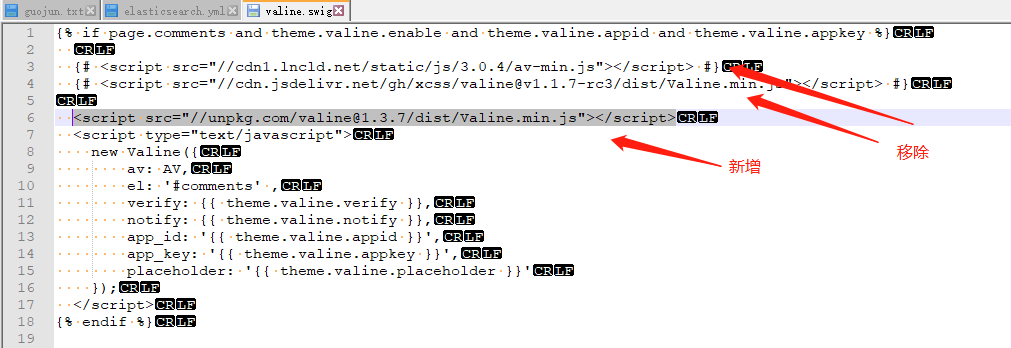 guojun.txt elasticsearch.yml valine.swig
1 {% if page.comments and theme.valine.enable and theme.valine.appid and theme.valine.appkey %}CRLF
2 CRLF
3 {# <script src="//cdn1.lncld.net/static/js/3.0.4/av-min.js"></script> #}CRLF
4 {# <script src="//cdn.jsdelivr.net/gh/xcss/valine@v1.1.7-rc3/dist/Valine.min.js"></script> #}CRLF
5 CRLF
6 <script src="//unpkg.com/valine@1.3.7/dist/Valine.min.js"></script>CRLF
7 <script type="text/javascript">CRLF
8 new Valine({CRLF
9 av: AV,CRLF
10 el: '#comments' ,CRLF
11 verify: {{ theme.valine.verify }},CRLF
12 notify: {{ theme.valine.notify }},CRLF
13 app_id: '{{ theme.valine.appid }}',CRLF
14 app_key: '{{ theme.valine.appkey }}',CRLF
15 placeholder: '{{ theme.valine.placeholder }}'CRLF
16 });CRLF
17 </script>CRLF
18 {% endif %}CRLF
19
移除
新增